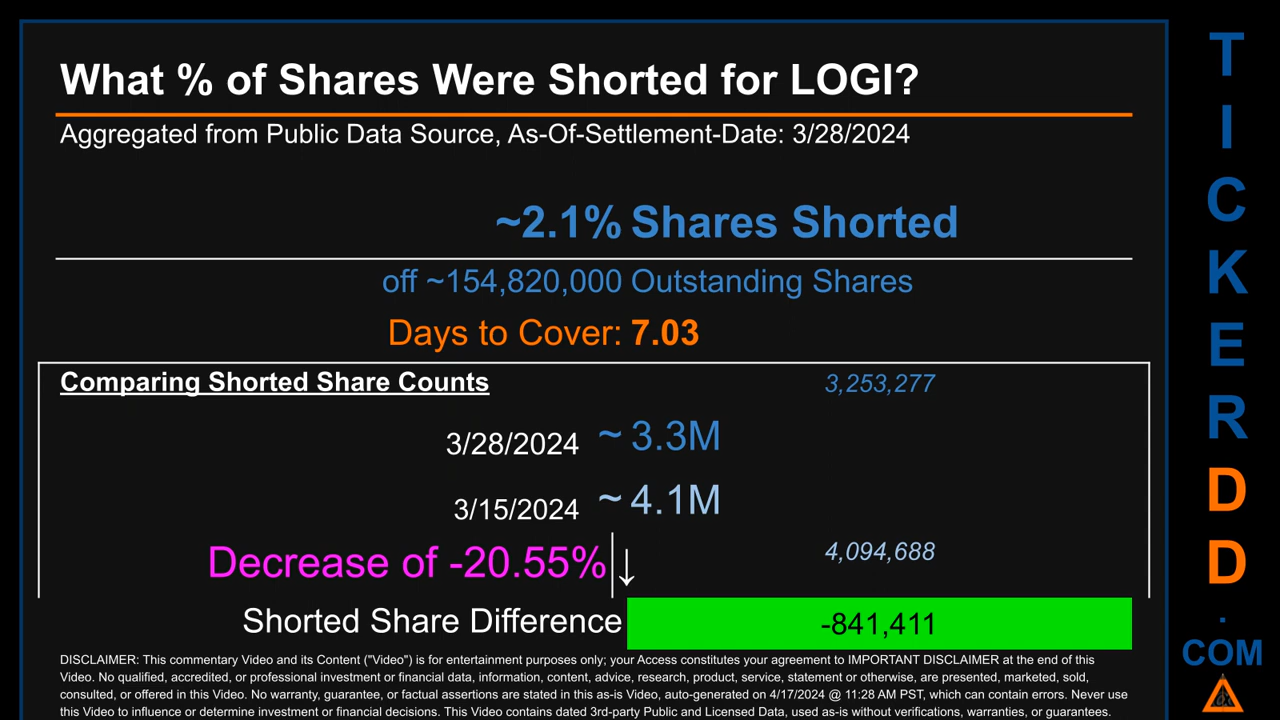 What % of Shares Were Shorted for LOGI?
Aggregated from Public Data Source, As-Of-Settlement-Date: 3/28/2024
~2.1% Shares Shorted
off ~154,820,000 Outstanding Shares
Days to Cover: 7.03
Comparing Shorted Share Counts 3,253,277
3/28/2024 ~ 3.3M
3/15/2024 ~ 4.1M
Decrease of -20.55% ↓ 4,094,688
Shorted Share Difference -841,411
DISCLAIMER: This commentary Video and its Content ("Video") is for entertainment purposes only; your Access constitutes your agreement to IMPORTANT DISCLAIMER at the end of this
Video. No qualified, accredited, or professional investment or financial data, information, content, advice, research, product, service, statement or otherwise, are presented, marketed, sold,
consulted, or offered in this Video. No warranty, guarantee, or factual assertions are stated in this as-is Video, auto-generated on 4/17/2024 @ 11:28 AM PST, which can contain errors. Never use
this Video to influence or determine investment or financial decisions. This Video contains dated 3rd-party Public and Licensed Data, used as-is without verifications, warranties, or guarantees.
T
I
C
K
E
R
D
D
.
COM